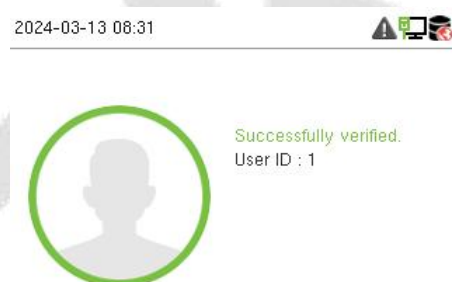 2024-03-13 08:31
Successfully verified.
User ID : 1